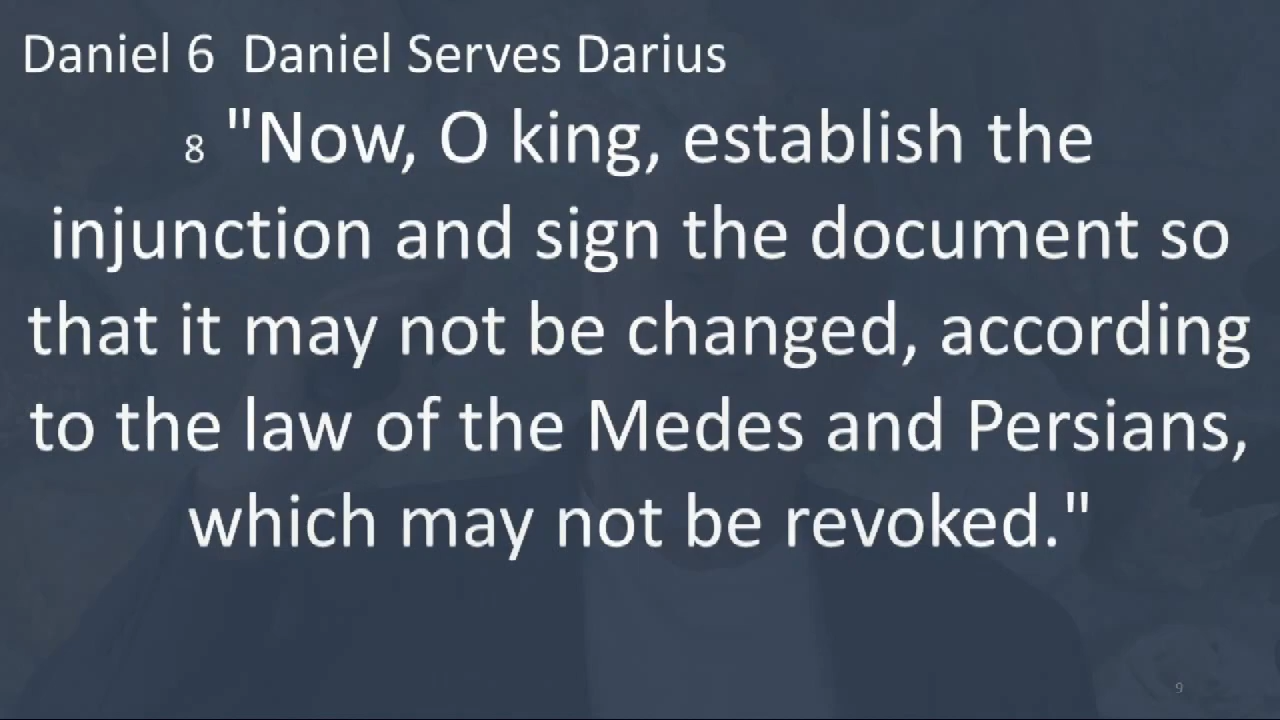 Daniel 6  Daniel Serves Darius
8 "Now, O king, establish the
injunction and sign the document so
that it may not be changed, according
to the law of the Medes and Persians,
which may not be revoked."
9